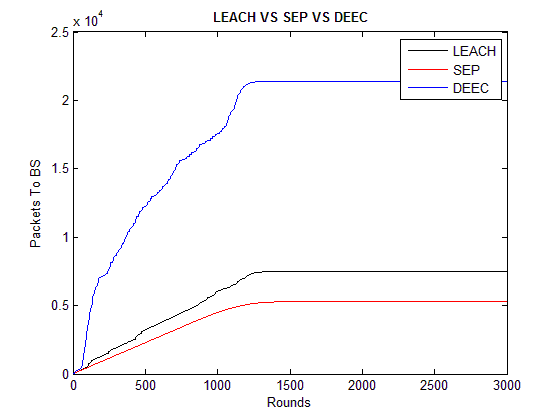 LEACH VS SEP VS DEEC
x 10^4
2.5
2
1.5
1
0.5
0
Packets To BS
LEACH
SEP
DEEC
0 500 1000 1500 2000 2500 3000
Rounds